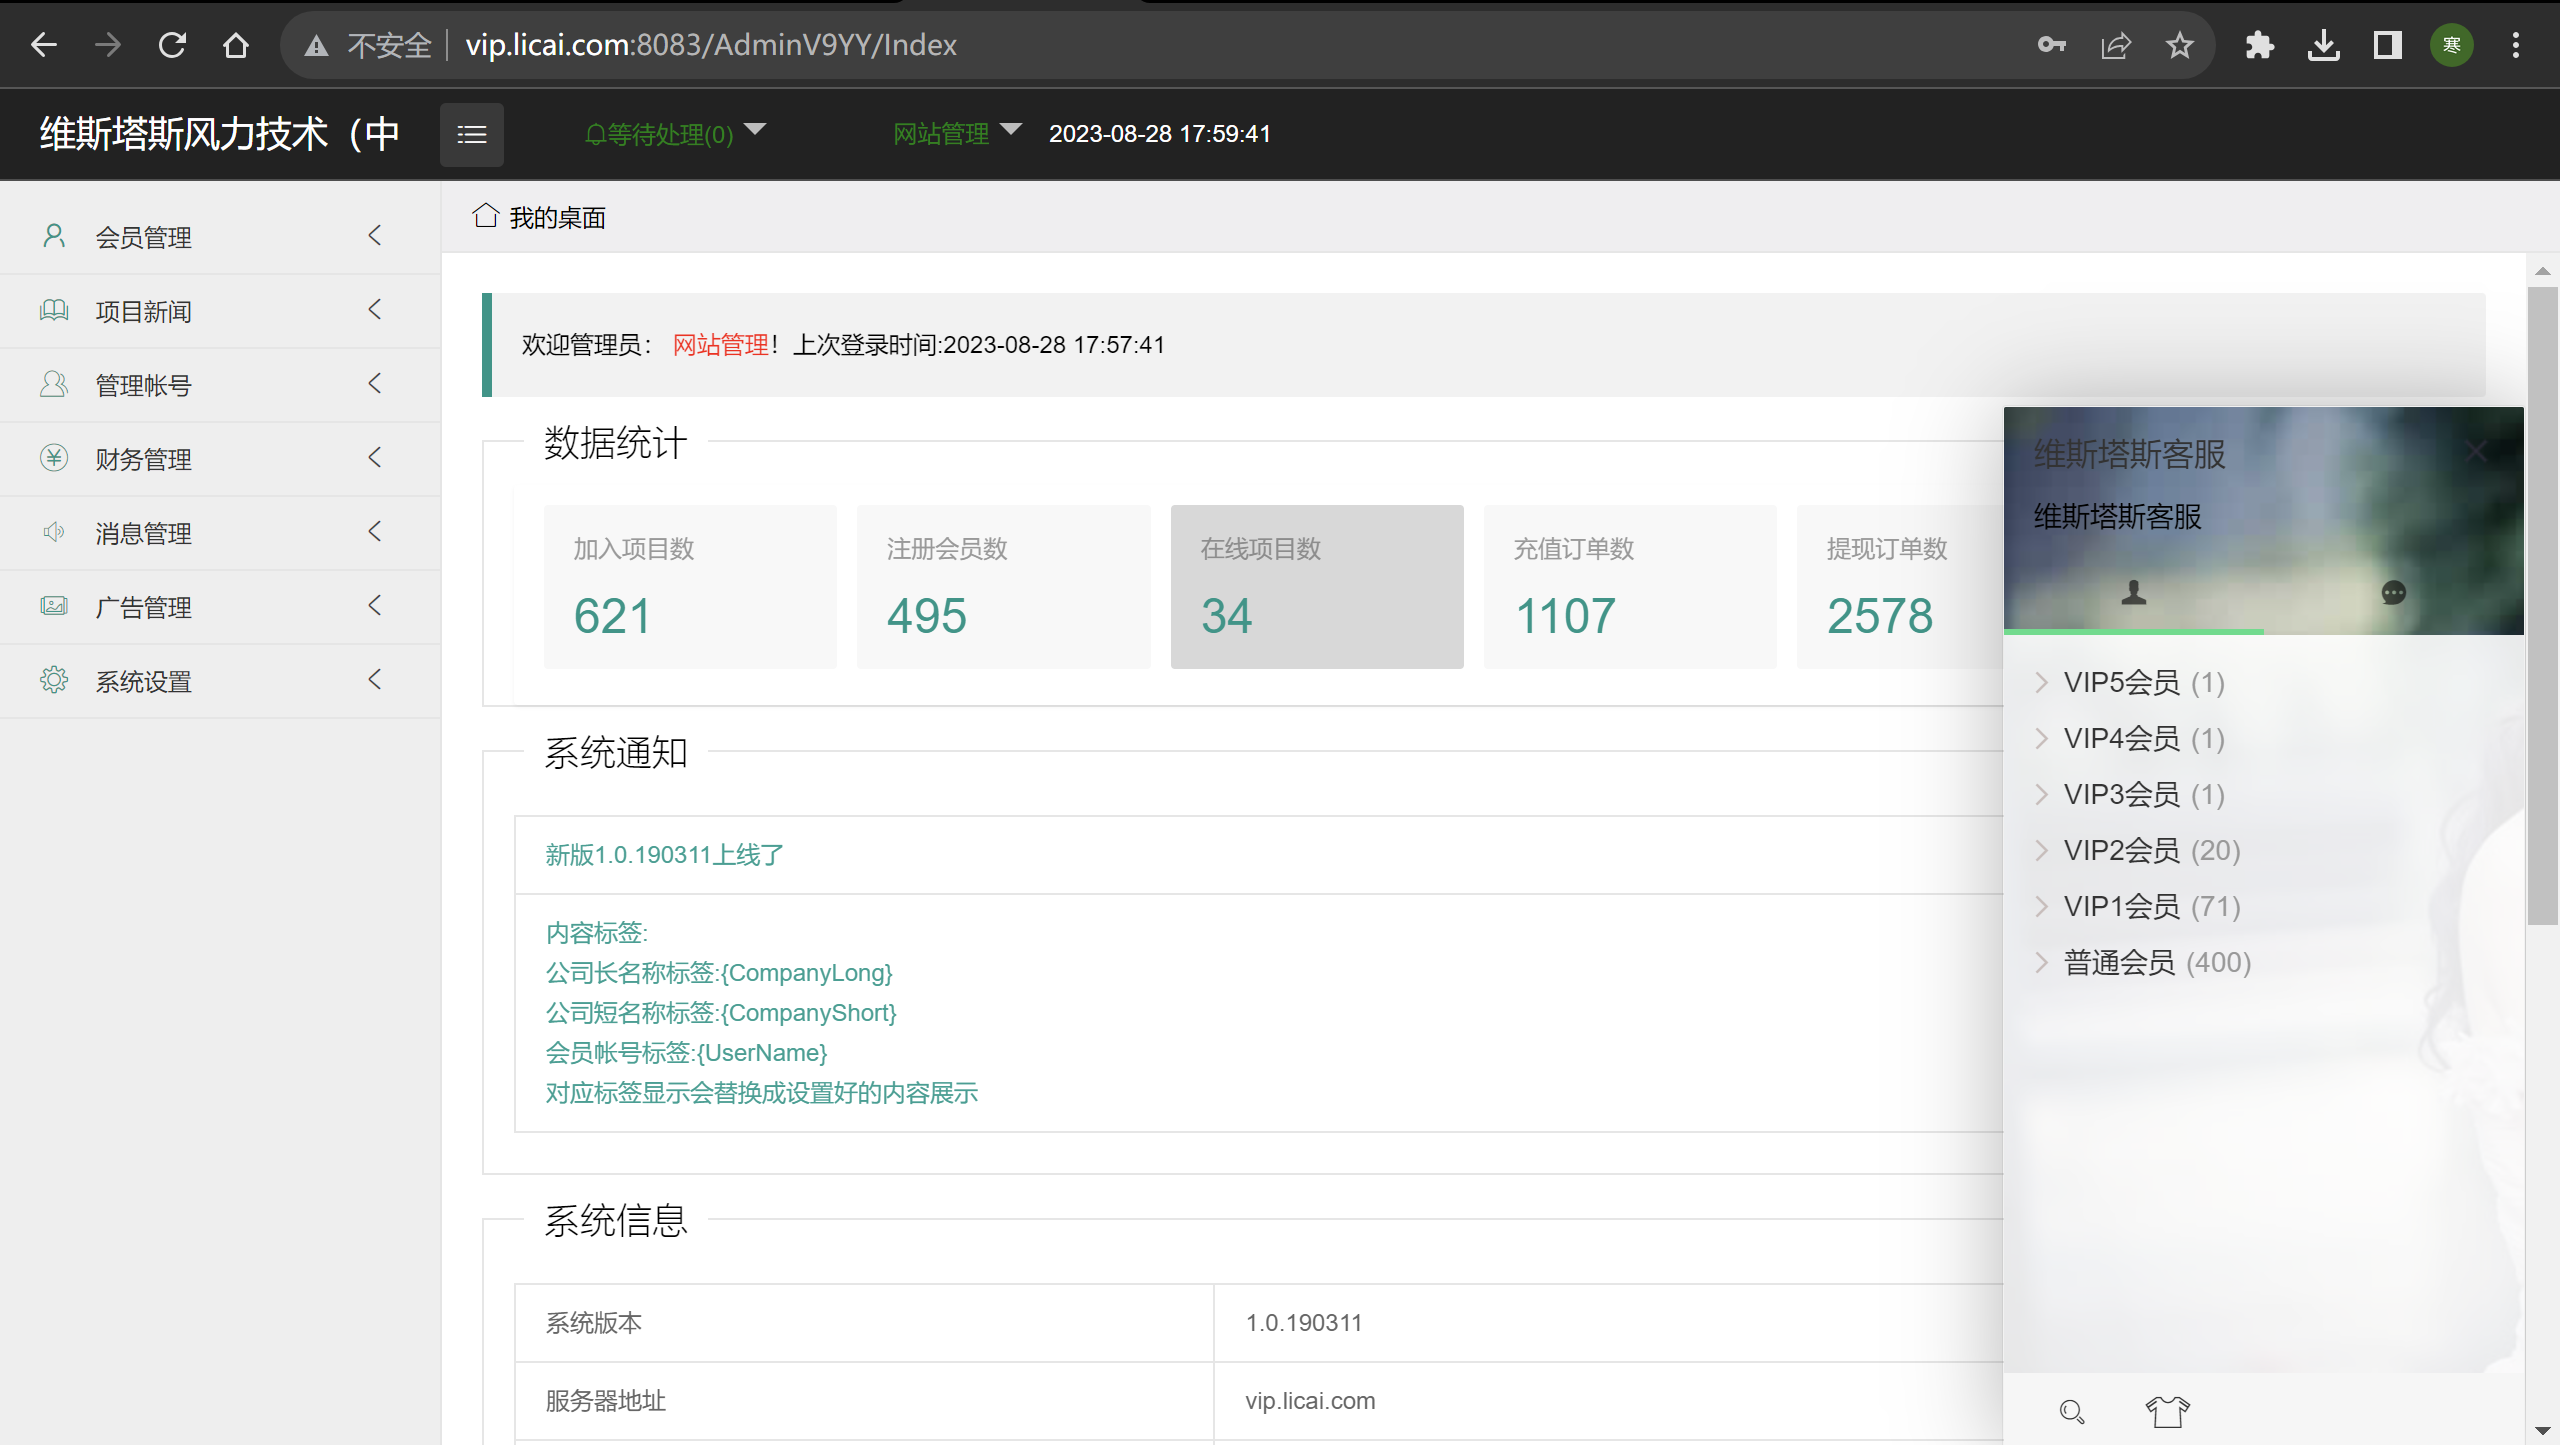 不安全 vip.licai.com:8083/AdminV9YY/Index
寒
维斯塔斯风力技术（中
等待处理(0)
网站管理
2023-08-28 17:59:41
会员管理
项目新闻
管理帐号
财务管理
消息管理
广告管理
系统设置
我的桌面
欢迎管理员： 网站管理！上次登录时间:2023-08-28 17:57:41
数据统计
加入项目数
621
注册会员数
495
在线项目数
34
充值订单数
1107
提现订单数
2578
系统通知
新版1.0.190311上线了
内容标签:
公司长名称标签:{CompanyLong}
公司短名称标签:{CompanyShort}
会员帐号标签:{UserName}
对应标签显示会替换成设置好的内容展示
系统信息
系统版本 1.0.190311
服务器地址 vip.licai.com
维斯塔斯客服
维斯塔斯客服
VIP5会员 (1)
VIP4会员 (1)
VIP3会员 (1)
VIP2会员 (20)
VIP1会员 (71)
普通会员 (400)